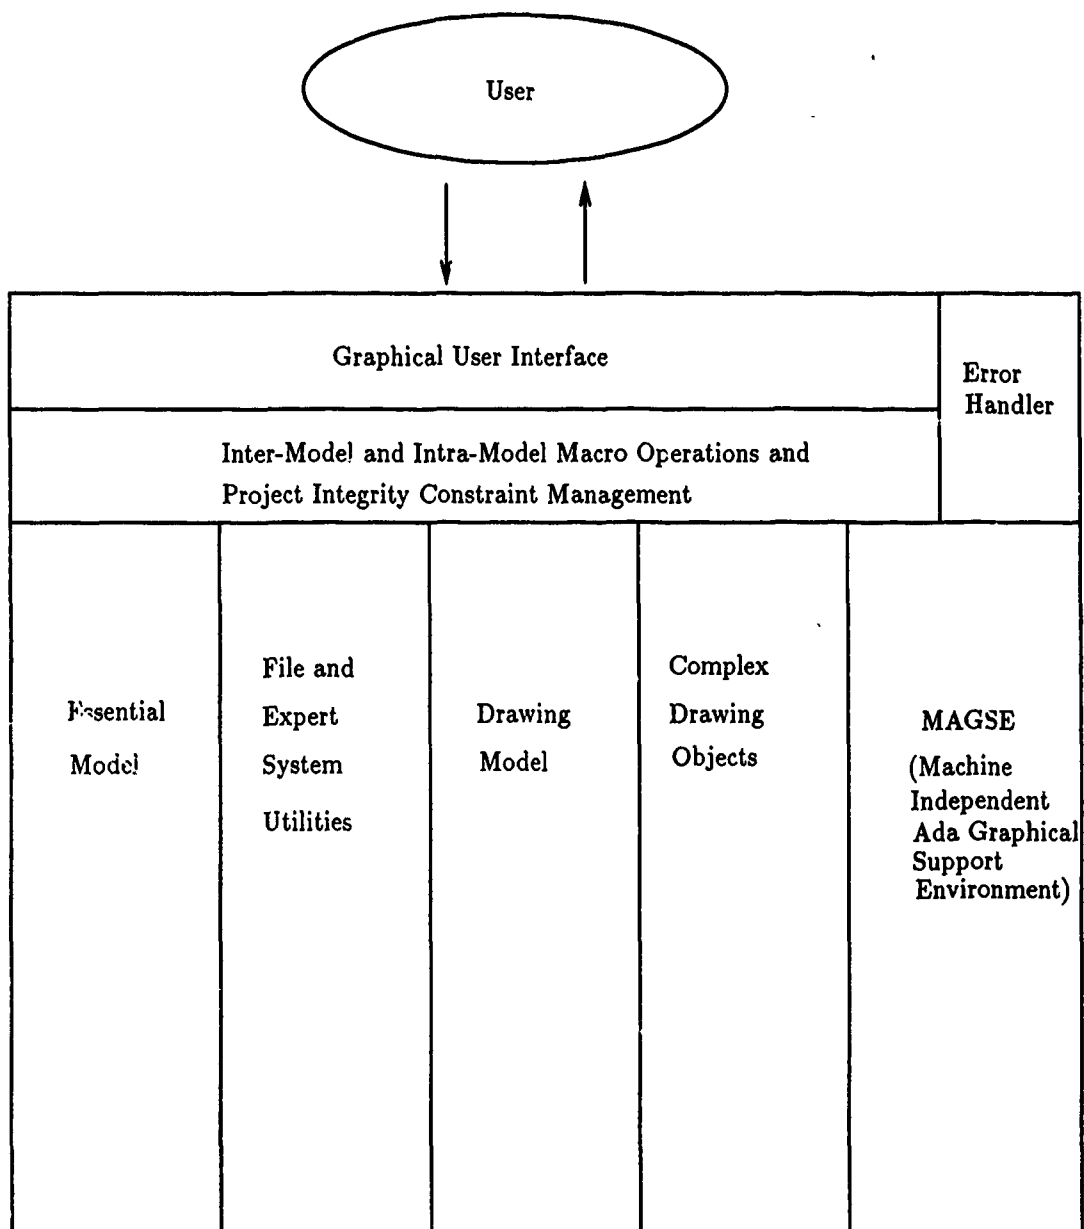 User
Graphical User Interface
Error
Handler
Inter-Model and Intra-Model Macro Operations and
Project Integrity Constraint Management
Essential
Model
File and
Expert
System
Utilities
Drawing
Model
Complex
Drawing
Objects
MAGSE
(Machine
Independent
Ada Graphical
Support
Environment)